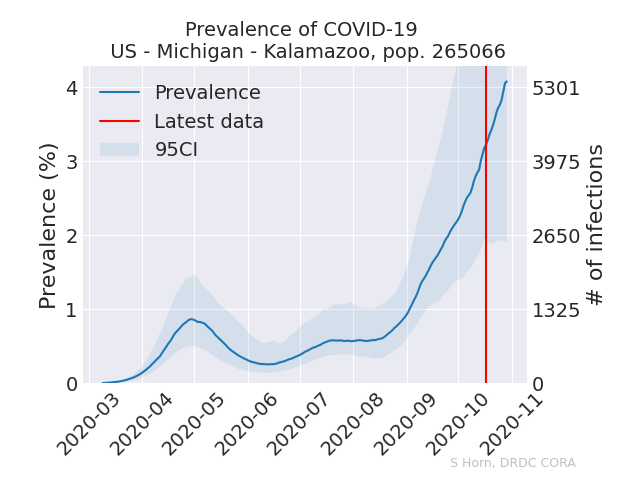 Prevalence of COVID-19
US - Michigan - Kalamazoo, pop. 265066
Prevalence
Latest data
95CI
Prevalence (%)
4
3
2
1
0
5301
3975
2650
1325
0
# of infections
2020-03
2020-04
2020-05
2020-06
2020-07
2020-08
2020-09
2020-10
2020-11
S Horn, DRDC CORA